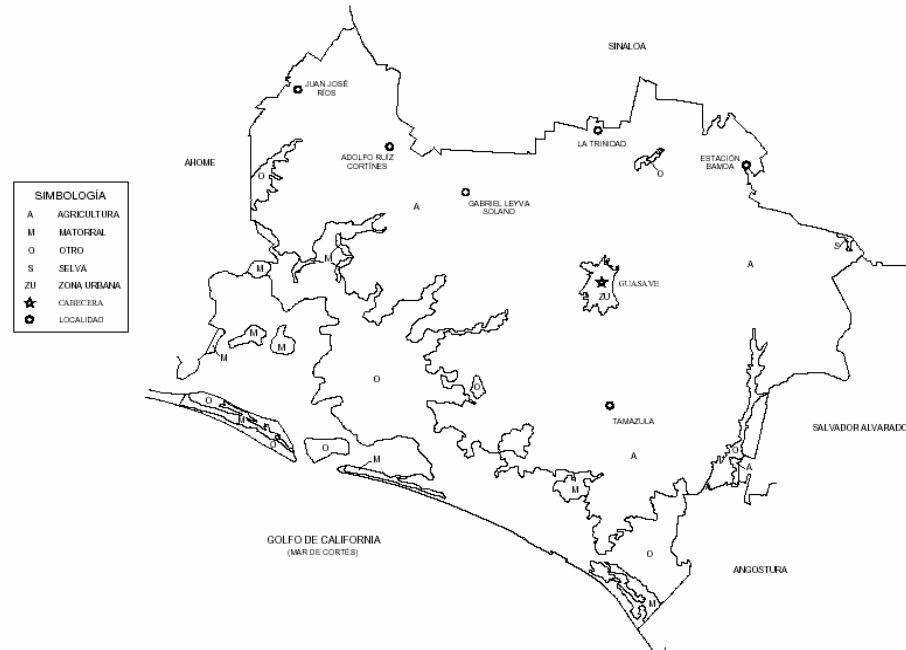 SINALOA
JUAN JOSÉ
RÍOS
LA TRINIDAD
ADOLFO RUÍZ
CORTÍNES
AHOME
ESTACIÓN
BAMOA
O
O
GABRIEL LEYVA
SOLANO
A
SIMBOLOGÍA
A AGRICULTURA
M MATORRAL
O OTRO
S SELVA
ZU ZONA URBANA
CABECERA
LOCALIDAD
S
M
M
A
GUASAVE
ZU
M
M
M
O
O
O
M
O
TAMAZULA
SALVADOR ALVARADO
O
O
A
A
M
M
GOLFO DE CALIFORNIA
(MAR DE CORTÉS)
O
ANGOSTURA
M